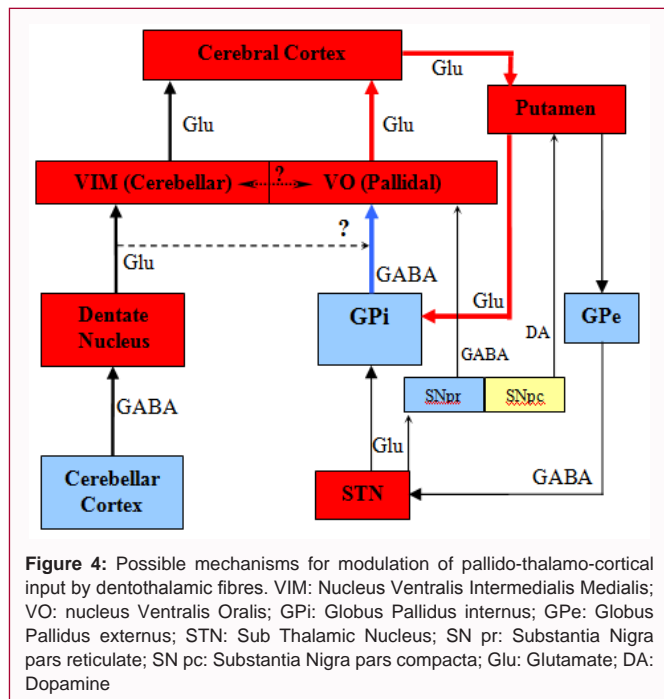 Cerebral Cortex
Glu
Putamen
Glu
Glu
VIM (Cerebellar)
?
VO (Pallidal)
?
Glu
GABA
Dentate
Nucleus
GPi
Glu
GABA
DA
GPe
GABA
SNpr
SNpc
Cerebellar
Cortex
Glu
STN
GABA
Figure 4: Possible mechanisms for modulation of pallido-thalamo-cortical
input by dentothalamic fibres. VIM: Nucleus Ventralis Intermedialis Medialis;
VO: nucleus Ventralis Oralis; GPi: Globus Pallidus internus; GPe: Globus
Pallidus externus; STN: Sub Thalamic Nucleus; SN pr: Substantia Nigra
pars reticulate; SN pc: Substantia Nigra pars compacta; Glu: Glutamate; DA:
Dopamine